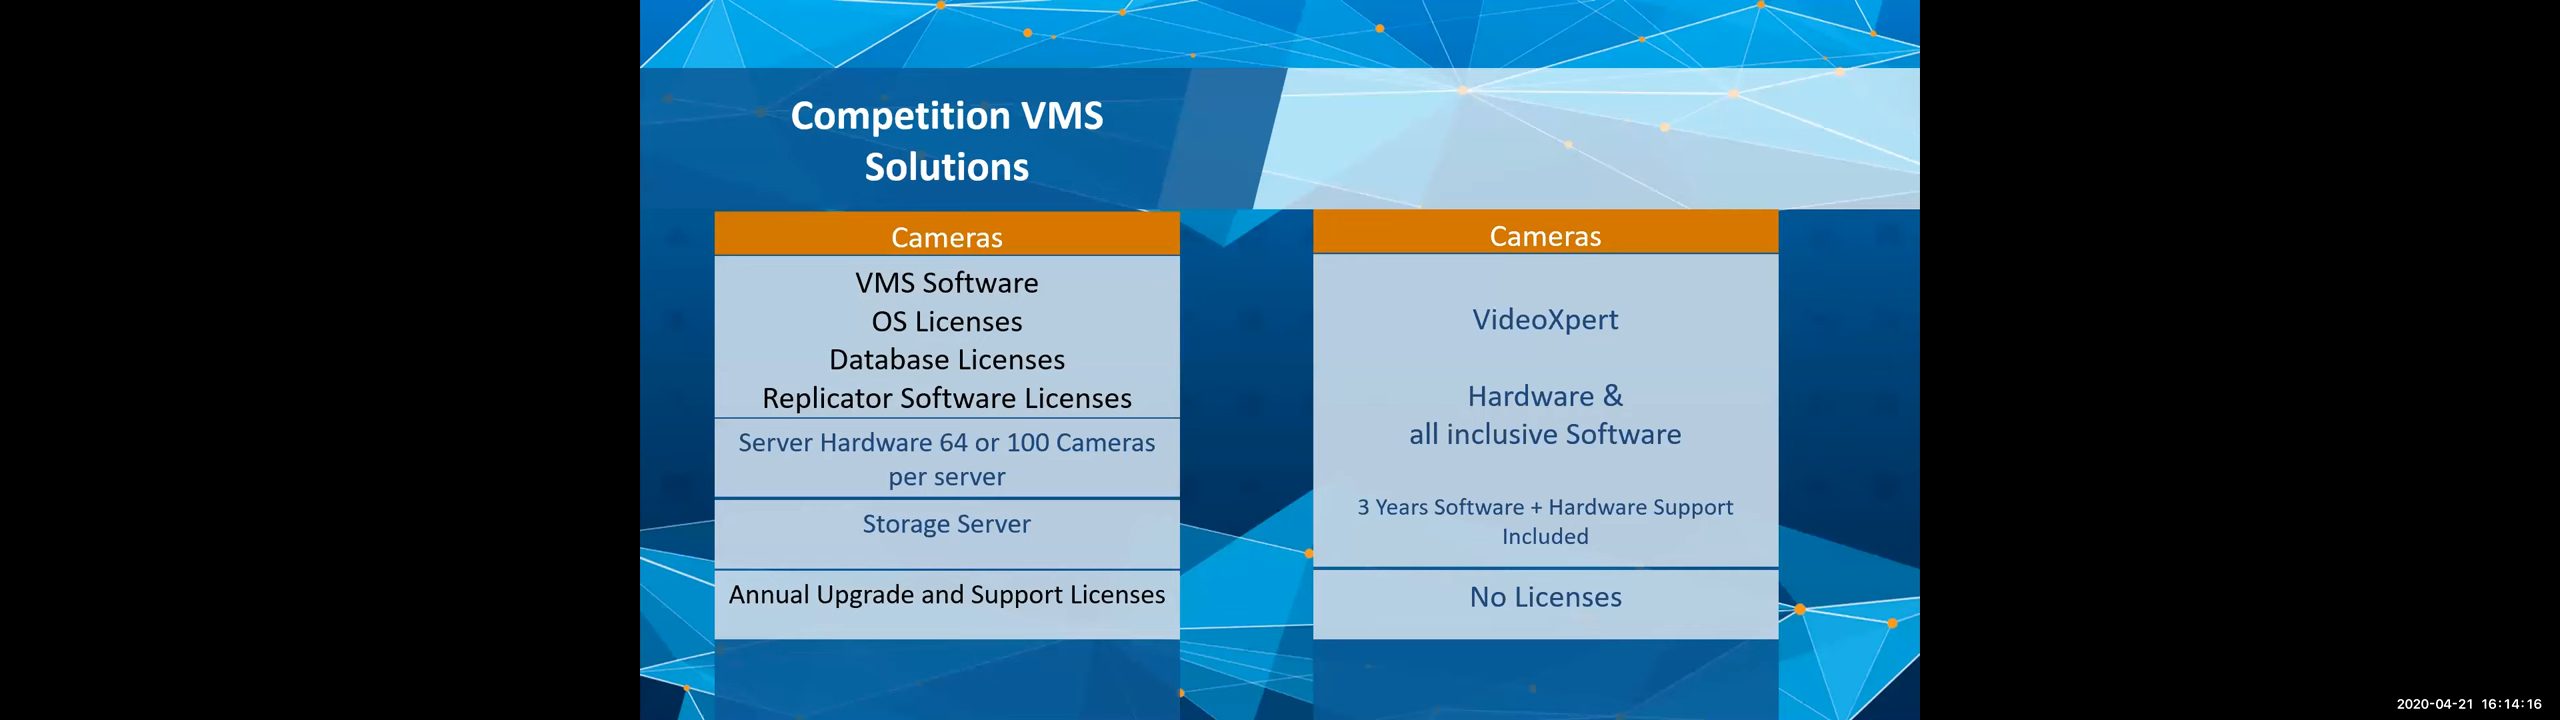 Competition VMS
Solutions
Cameras
VMS Software
OS Licenses
Database Licenses
Replicator Software Licenses
Server Hardware 64 or 100 Cameras
per server
Storage Server
Annual Upgrade and Support Licenses
Cameras
VideoXpert
Hardware &
all inclusive Software
3 Years Software + Hardware Support
Included
No Licenses
2020-04-21 16:14:16